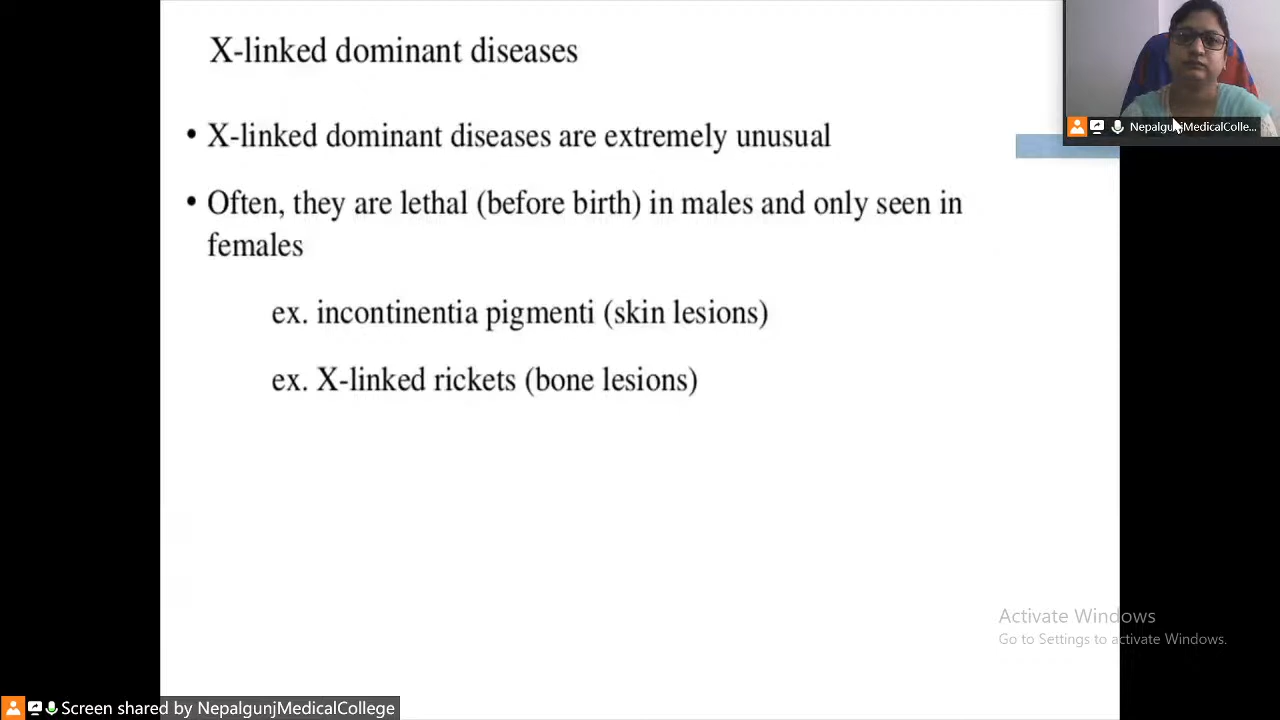 X-linked dominant diseases
• X-linked dominant diseases are extremely unusual
• Often, they are lethal (before birth) in males and only seen in
females
ex. incontinentia pigmenti (skin lesions)
ex. X-linked rickets (bone lesions)
NepalgunjMedicalColle...
Activate Windows
Go to Settings to activate Windows.
Screen shared by NepalgunjMedicalCollege